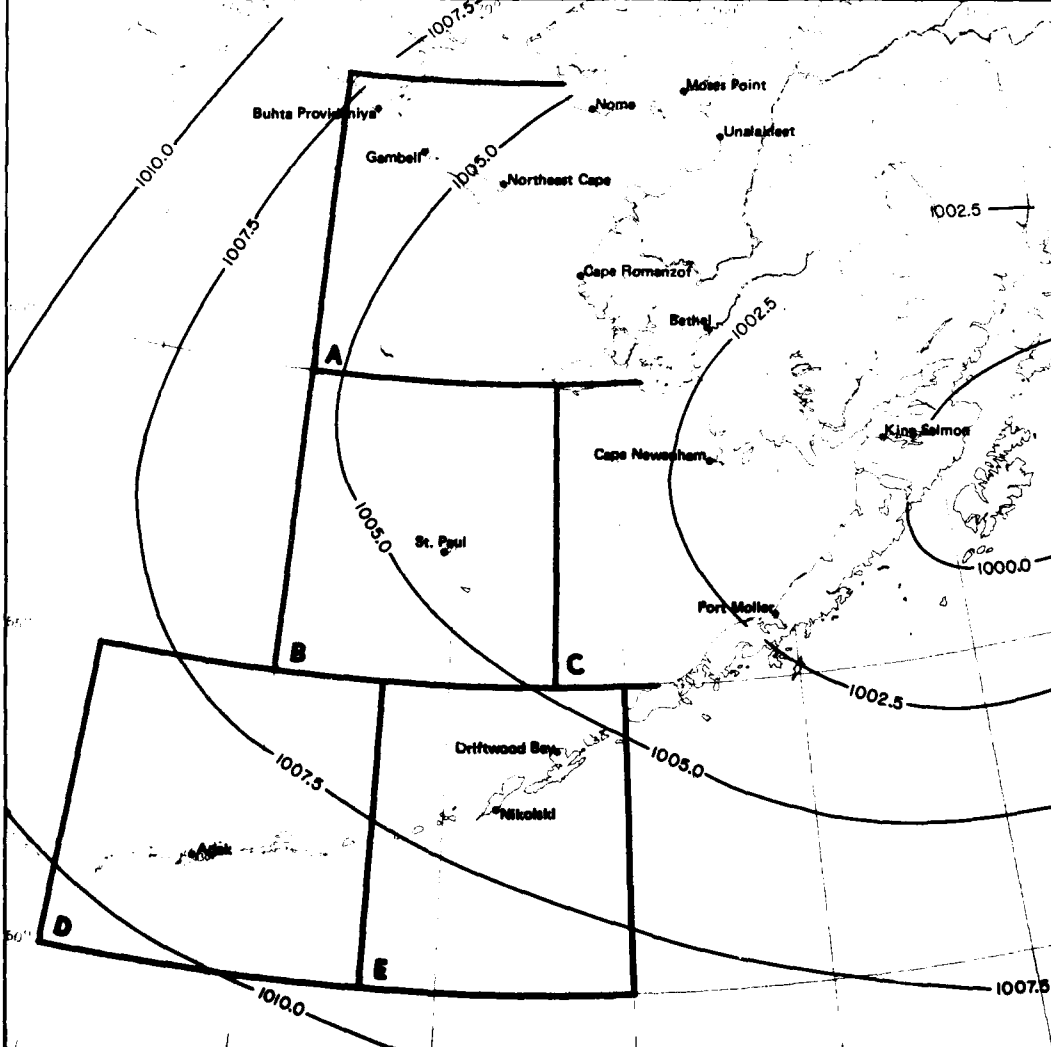 1007.5
Moses Point
Nome
Buhta Providehiya
Unalakleet
1010.0
Gambell
1005.0
Northeast Cape
1002.5
1007.5
Cape Romanzof
Bethel
1002.5
A
King Salmon
Cape Newenham
1005.0
St. Paul
1000.0
Port Moller
B
C
1002.5
Driftwood Bay
1005.0
1007.5
Nikolski
Adak
D
50°
E
1010.0
1007.5